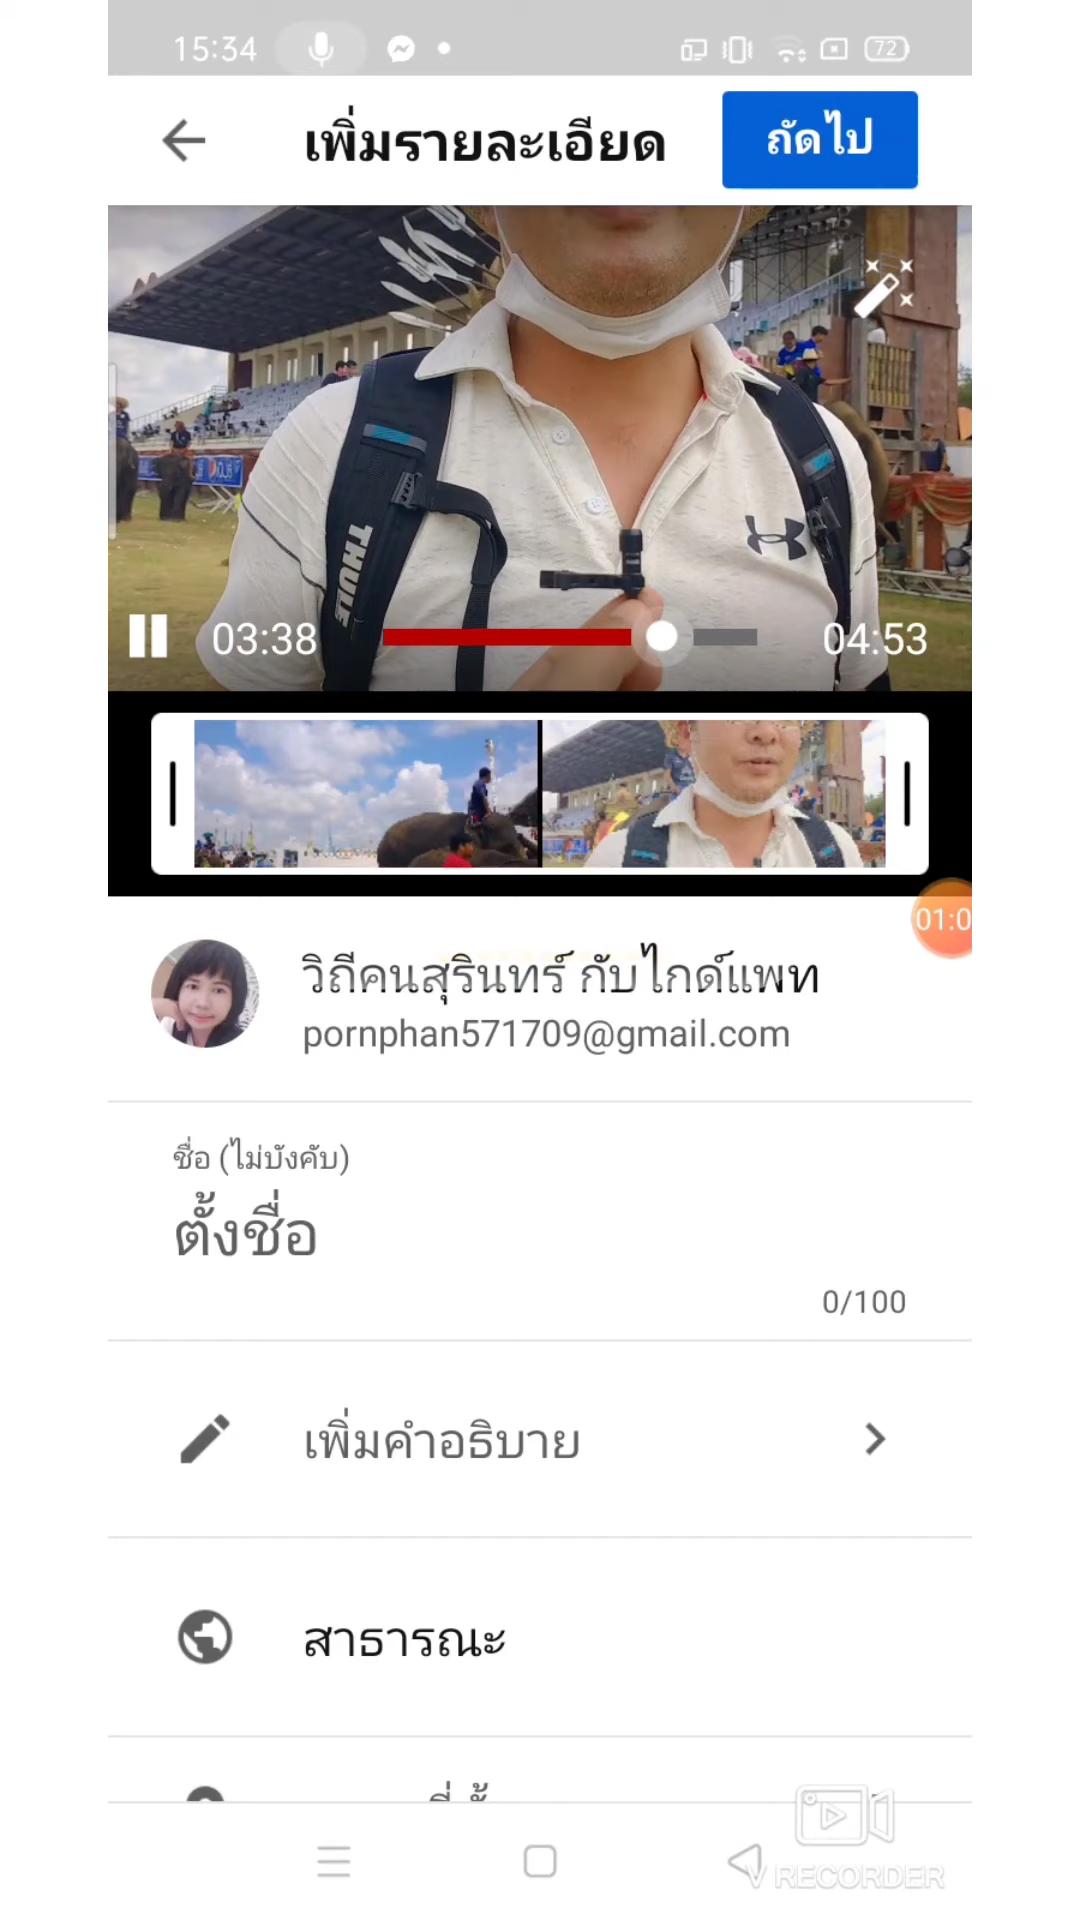 15:34
72
เพิ่มรายละเอียด
ถัดไป
THULE
03:38
04:53
01:0
วิถีคนสุรินทร์ กับไกด์แพท
pornphan571709@gmail.com
ชื่อ (ไม่บังคับ)
ตั้งชื่อ
0/100
เพิ่มคำอธิบาย
สาธารณะ
V RECORDER